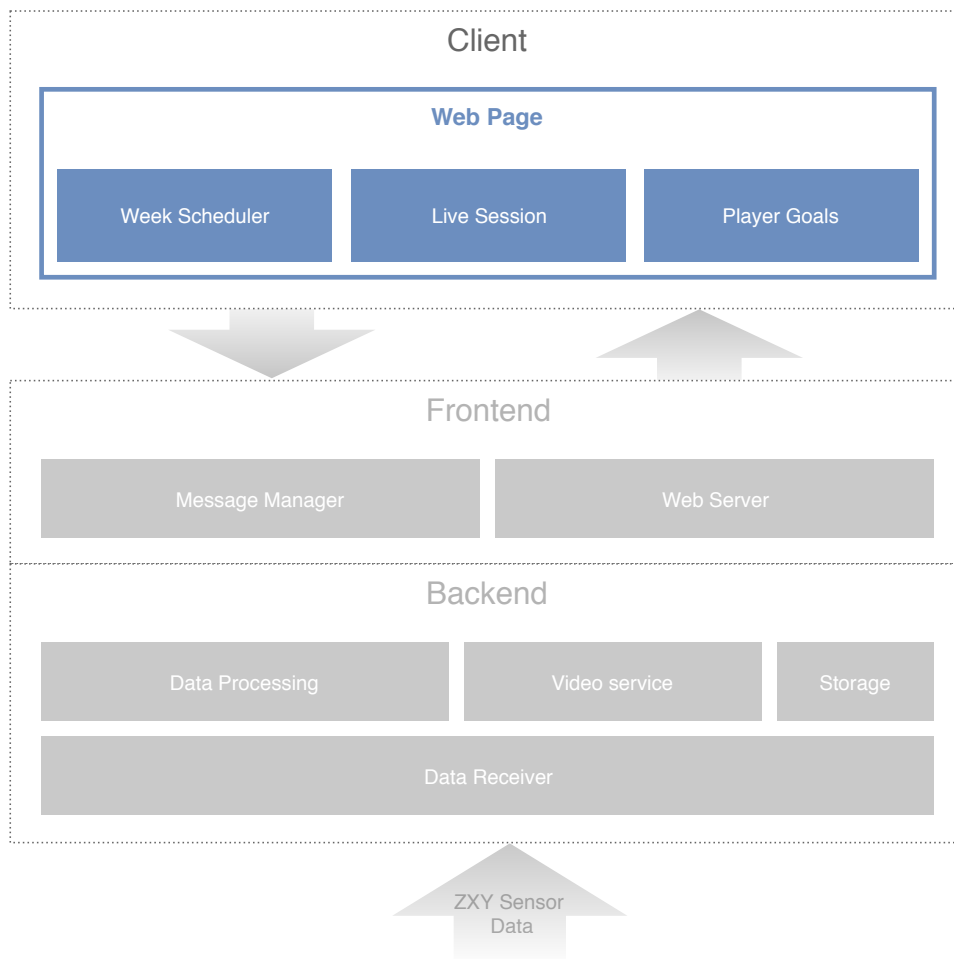 Client
Web Page
Week Scheduler
Live Session
Player Goals
Frontend
Message Manager
Web Server
Backend
Data Processing
Video service
Storage
Data Receiver
ZXY Sensor
Data